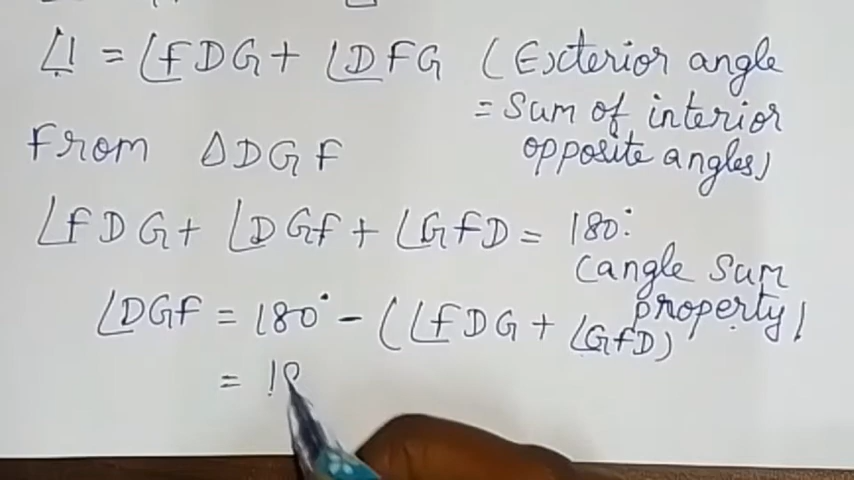 ∠1 = ∠FDG + ∠DFG (Exterior angle
= Sum of interior
opposite angles)
From ΔDGF
∠FDG + ∠DGF + ∠GFD = 180°
(angle sum
property)
∠DGF = 180° - (∠FDG + ∠GFD)
= 18